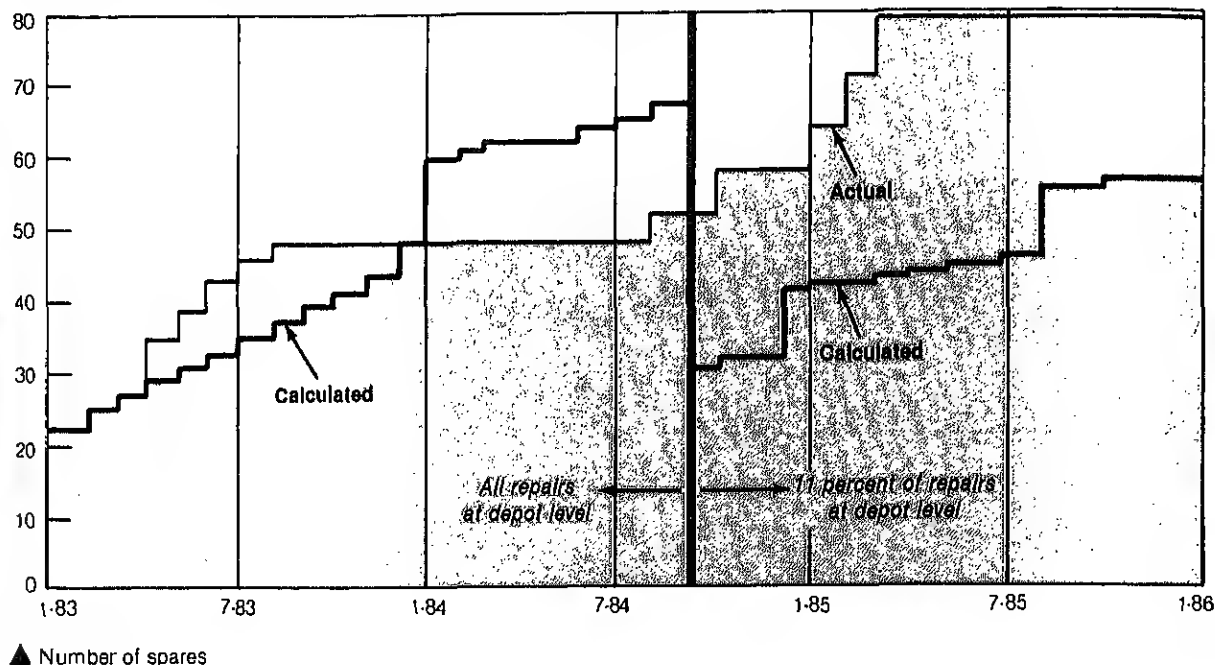 80
70
60
50
40
30
20
10
0
Actual
Calculated
Calculated
All repairs
at depot level
11 percent of repairs
at depot level
1·83 7·83 1·84 7·84 1·85 7·85 1·86
▲ Number of spares